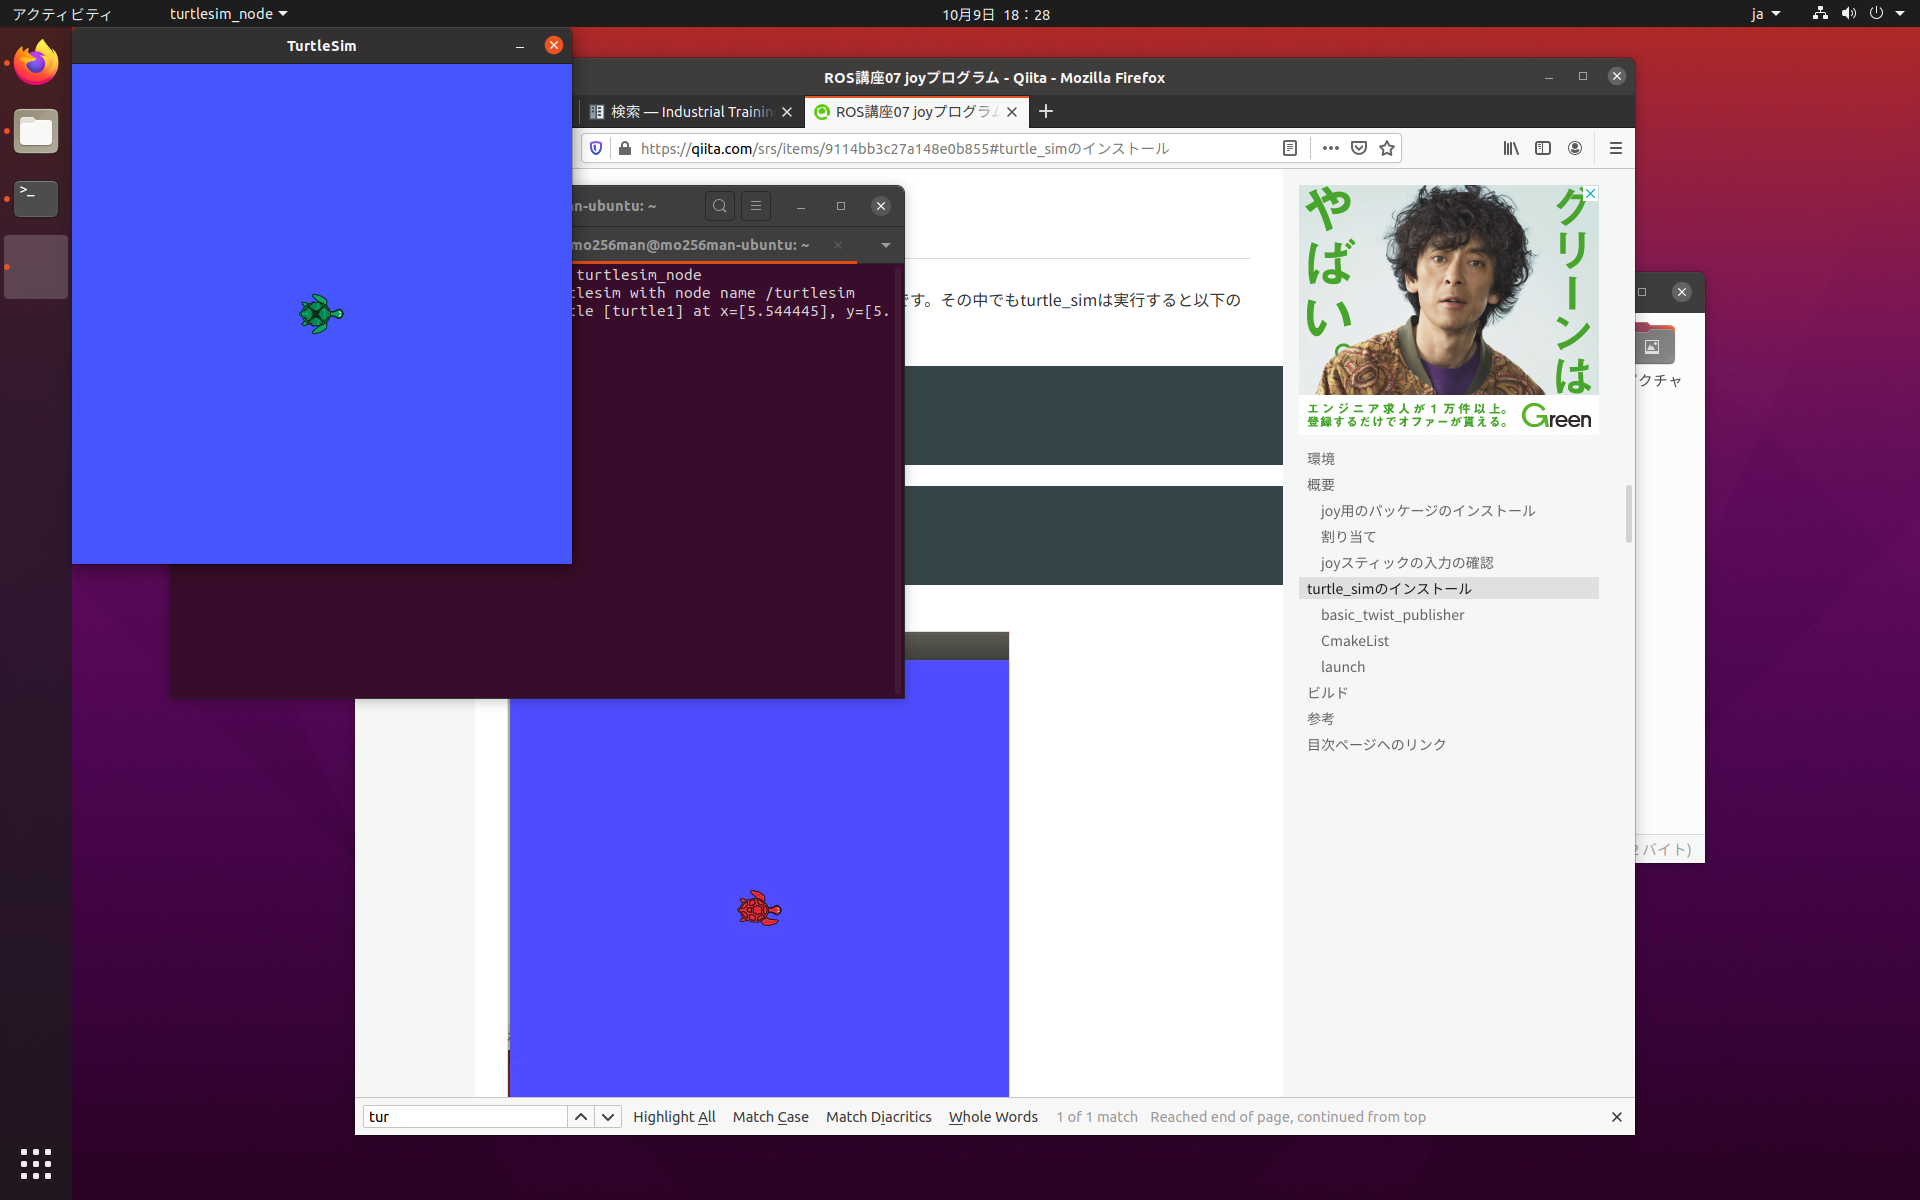 アクティビティ
turtlesim_node
10月9日 18：28
ja
TurtleSim
ROS講座07 joyプログラム - Qiita - Mozilla Firefox
検索 — Industrial Trainin
ROS講座07 joyプログラ
https://qiita.com/srs/items/9114bb3c27a148e0b855#turtle_simのインストール
n-ubuntu: ~
mo256man@mo256man-ubuntu: ~
turtlesim_node
tlesim with node name /turtlesim
tle [turtle1] at x=[5.544445], y=[5.
です。その中でもturtle_simは実行すると以下の
やばい。
グリーンは
エンジニア求人が1万件以上。
登録するだけでオファーが貰える。
Green
環境
概要
joy用のパッケージのインストール
割り当て
joyスティックの入力の確認
turtle_simのインストール
basic_twist_publisher
CmakeList
launch
ビルド
参考
目次ページへのリンク
クチャ
2 バイト)
tur
Highlight All
Match Case
Match Diacritics
Whole Words
1 of 1 match
Reached end of page, continued from top